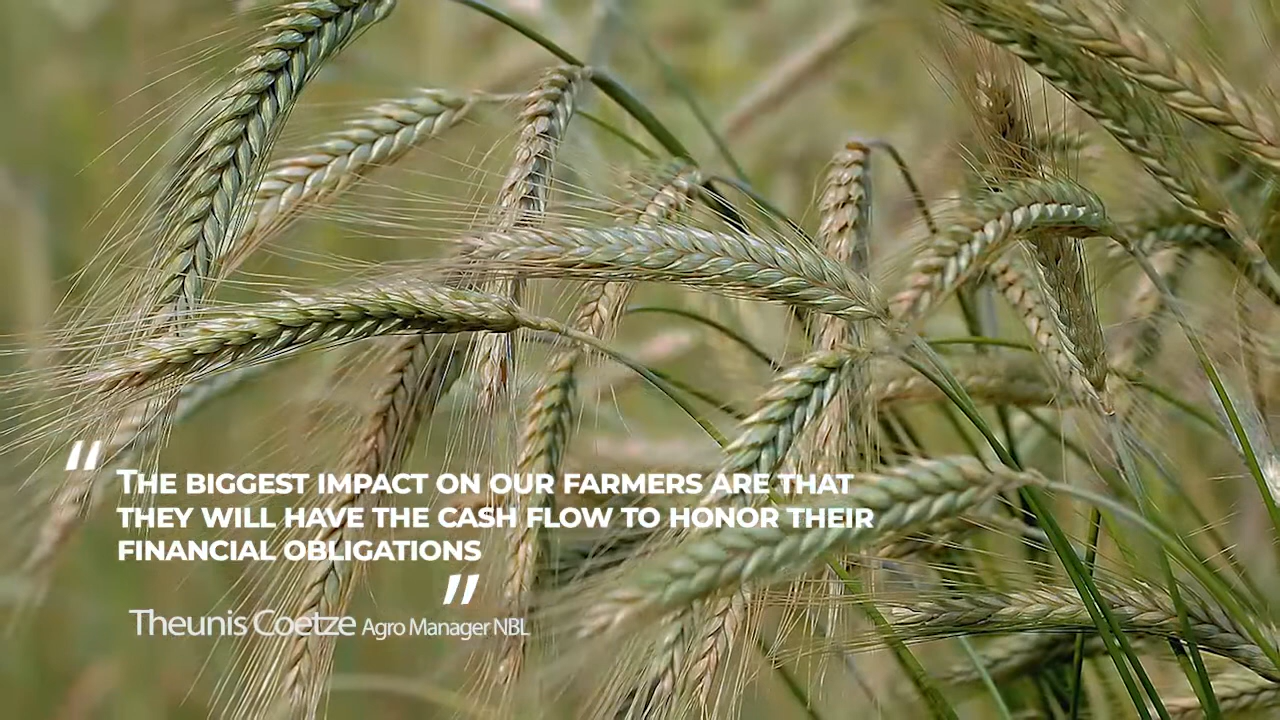 "
THE BIGGEST IMPACT ON OUR FARMERS ARE THAT
THEY WILL HAVE THE CASH FLOW TO HONOR THEIR
FINANCIAL OBLIGATIONS
"
Theunis Coetze Agro Manager NBL